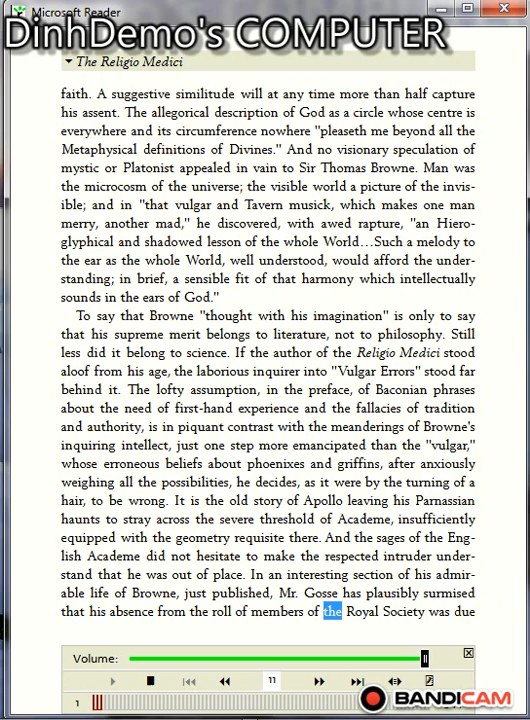 Microsoft Reader
DinhDemo's COMPUTER
The Religio Medici
faith. A suggestive similitude will at any time more than half capture
his assent. The allegorical description of God as a circle whose centre is
everywhere and its circumference nowhere "pleaseth me beyond all the
Metaphysical definitions of Divines." And no visionary speculation of
mystic or Platonist appealed in vain to Sir Thomas Browne. Man was
the microcosm of the universe; the visible world a picture of the invis-
ible; and in "that vulgar and Tavern musick, which makes one man
merry, another mad," he discovered, with awed rapture, "an Hiero-
glyphical and shadowed lesson of the whole World…Such a melody to
the ear as the whole World, well understood, would afford the under-
standing; in brief, a sensible fit of that harmony which intellectually
sounds in the ears of God."
To say that Browne "thought with his imagination" is only to say
that his supreme merit belongs to literature, not to philosophy. Still
less did it belong to science. If the author of the Religio Medici stood
aloof from his age, the laborious inquirer into "Vulgar Errors" stood far
behind it. The lofty assumption, in the preface, of Baconian phrases
about the need of first-hand experience and the fallacies of tradition
and authority, is in piquant contrast with the meanderings of Browne's
inquiring intellect, just one step more emancipated than the "vulgar,"
whose erroneous beliefs about phoenixes and griffins, after anxiously
weighing all the possibilities, he decides, as it were by the turning of a
hair, to be wrong. It is the old story of Apollo leaving his Parnassian
haunts to stray across the severe threshold of Academe, insufficiently
equipped with the geometry requisite there. And the sages of the Eng-
lish Academe did not hesitate to make the respected intruder under-
stand that he was out of place. In an interesting section of his admir-
able life of Browne, just published, Mr. Gosse has plausibly surmised
that his absence from the roll of members of the Royal Society was due
Volume:
11
1
BANDICAM